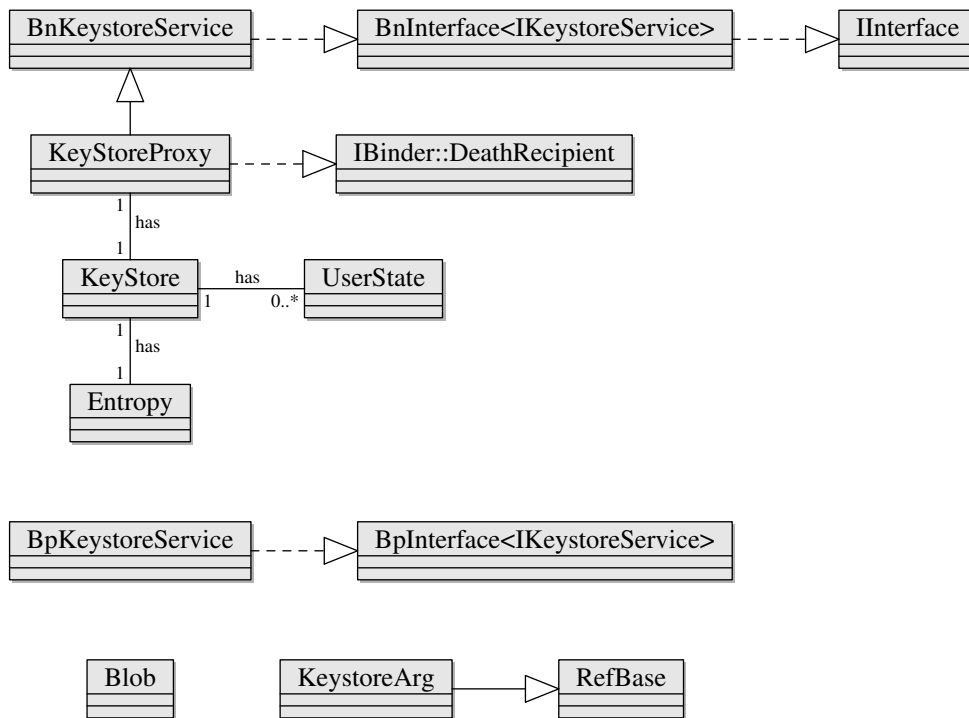 BnKeystoreService
BnInterface<IKeystoreService>
IInterface
KeyStoreProxy
IBinder::DeathRecipient
1
has
1
KeyStore
has
UserState
1
0..*
1
has
1
Entropy
BpKeystoreService
BpInterface<IKeystoreService>
Blob
KeystoreArg
RefBase